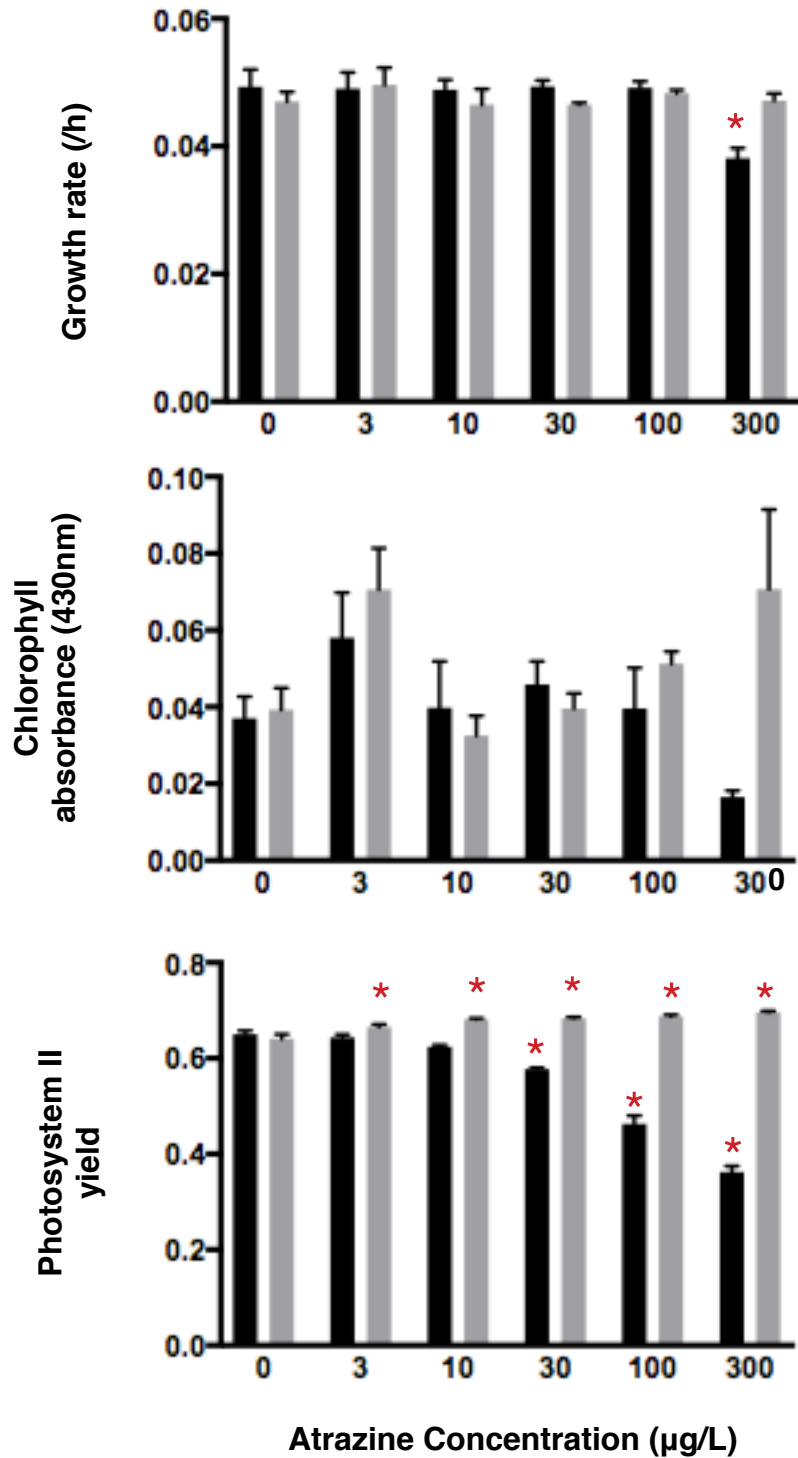 Growth rate (/h)
0.06
0.04
0.02
0.00
*
0 3 10 30 100 300
Chlorophyll
absorbance (430nm)
0.10
0.08
0.06
0.04
0.02
0.00
0 3 10 30 100 300
Photosystem II
yield
0.8
0.6
0.4
0.2
0.0
* * * * *
* * *
0 3 10 30 100 300
Atrazine Concentration (µg/L)